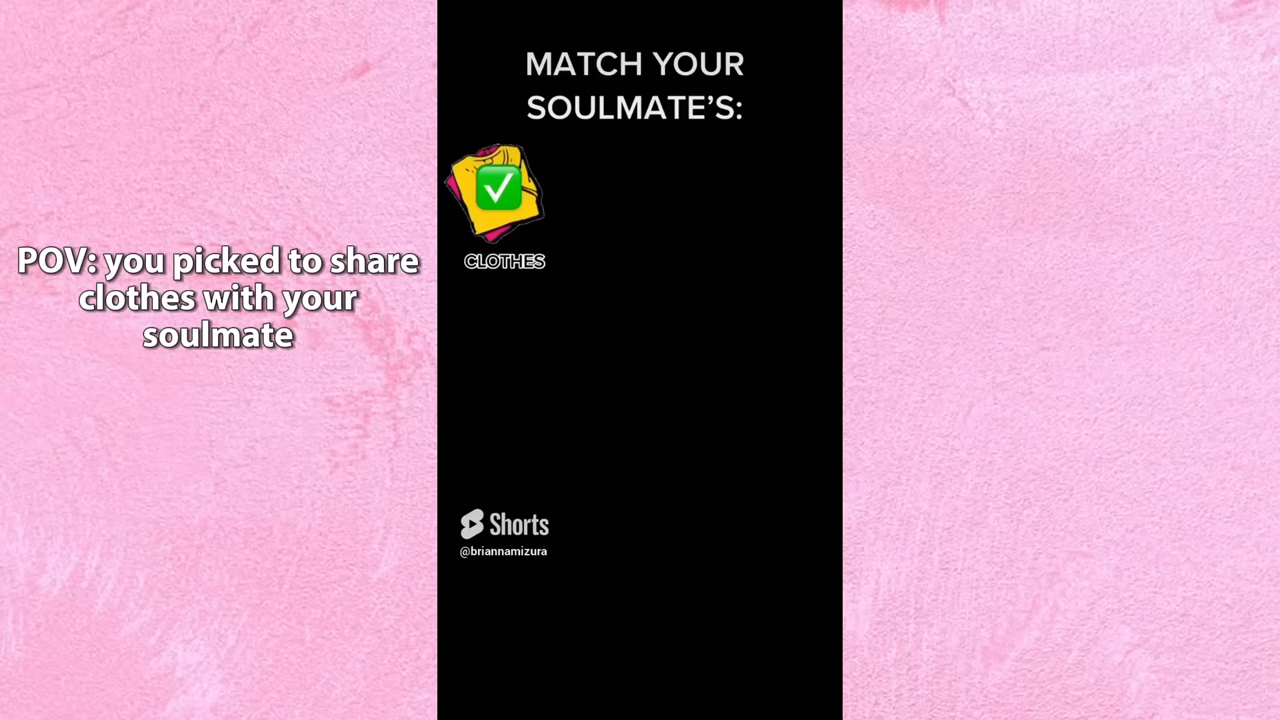 POV: you picked to share
clothes with your
soulmate
MATCH YOUR
SOULMATE’S:
CLOTHES
Shorts
@briannamizura